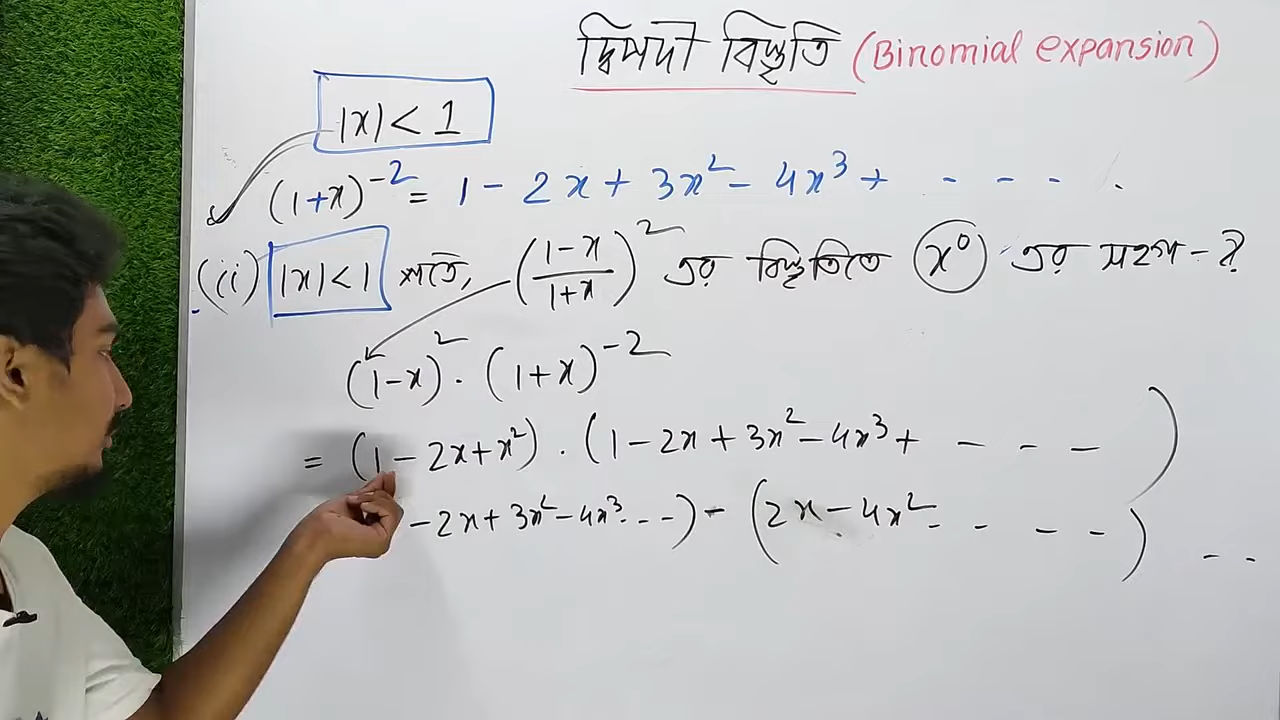 দ্বিপদী বিস্তৃতি (Binomial expansion)
|x| < 1
(1+x)⁻² = 1 - 2x + 3x² - 4x³ + - - - .
(ii) |x| < 1 শর্তে, ((1-x)/(1+x))² এর বিস্তৃতিতে x⁰ এর সহগ - ?
(1-x)² . (1+x)⁻²
= (1 - 2x + x²) . (1 - 2x + 3x² - 4x³ + - - - )
- 2x + 3x² - 4x³ . - - ) - (2x - 4x² - - - - ) - -